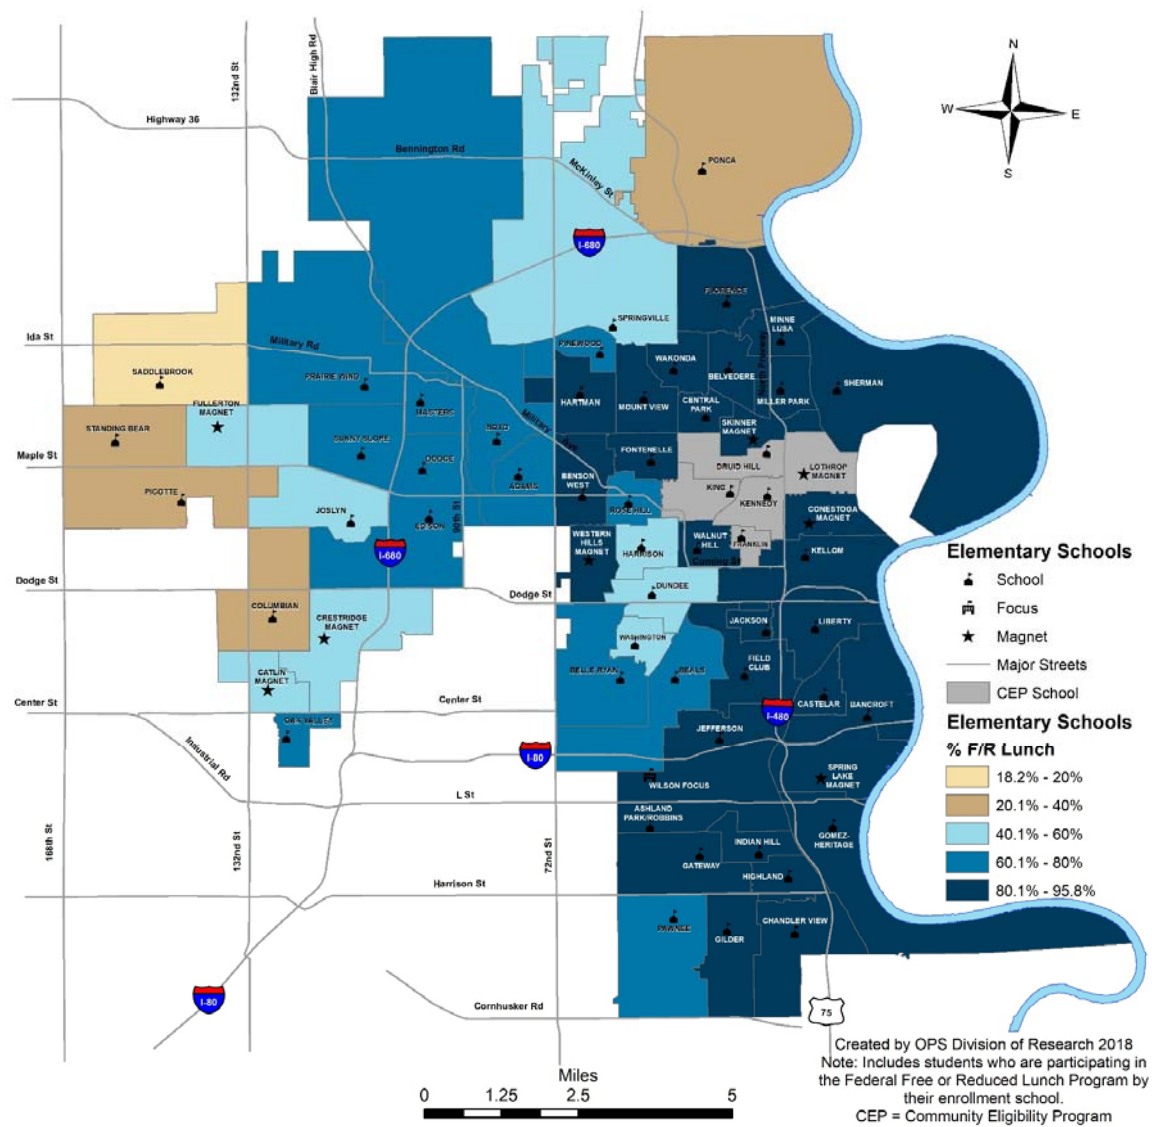 Blair High Rd
132nd St
N
W
E
S
Highway 36
Bennington Rd
McKinley St
PONCA
I-680
FLORENCE
SPRINGVILLE
MINNE
LUSA
Ida St
Military Rd
PINEWOOD
WAKONDA
SADDLEBROOK
PRAIRIE WIND
BELVEDERE
North Freeway
SHERMAN
FULLERTON
MAGNET
MASTERS
HARTMAN
MOUNT VIEW
CENTRAL
PARK
MILLER PARK
STANDING BEAR
Military Ave
SKINNER
MAGNET
SUNNY SLOPE
BOYD
Maple St
DODGE
FONTENELLE
DRUID HILL
LOTHROP
MAGNET
PICOTTE
ADAMS
BENSON
WEST
KING
KENNEDY
JOSLYN
EDISON
90th St
ROSE HILL
CONESTOGA
MAGNET
WESTERN
HILLS
MAGNET
HARRISON
WALNUT
HILL
FRANKLIN
KELLOM
I-680
Cuming St
Dodge St
DUNDEE
Dodge St
COLUMBIAN
CRESTRIDGE
MAGNET
JACKSON
LIBERTY
WASHINGTON
CATLIN
MAGNET
BELLE RYAN
BEALS
FIELD
CLUB
Center St
Center St
CASTELAR
BANCROFT
OAK VALLEY
I-480
JEFFERSON
Industrial Rd
I-80
SPRING
LAKE
MAGNET
WILSON FOCUS
L St
ASHLAND
PARK/ROBBINS
168th St
132nd St
72nd St
INDIAN HILL
GOMEZ-
HERITAGE
GATEWAY
HIGHLAND
Harrison St
PAWNEE
GILDER
CHANDLER VIEW
I-80
Cornhusker Rd
75
Elementary Schools
School
Focus
Magnet
Major Streets
CEP School
Elementary Schools
% F/R Lunch
18.2% - 20%
20.1% - 40%
40.1% - 60%
60.1% - 80%
80.1% - 95.8%
Created by OPS Division of Research 2018
Note: Includes students who are participating in
the Federal Free or Reduced Lunch Program by
their enrollment school.
CEP = Community Eligibility Program
Miles
0 1.25 2.5 5